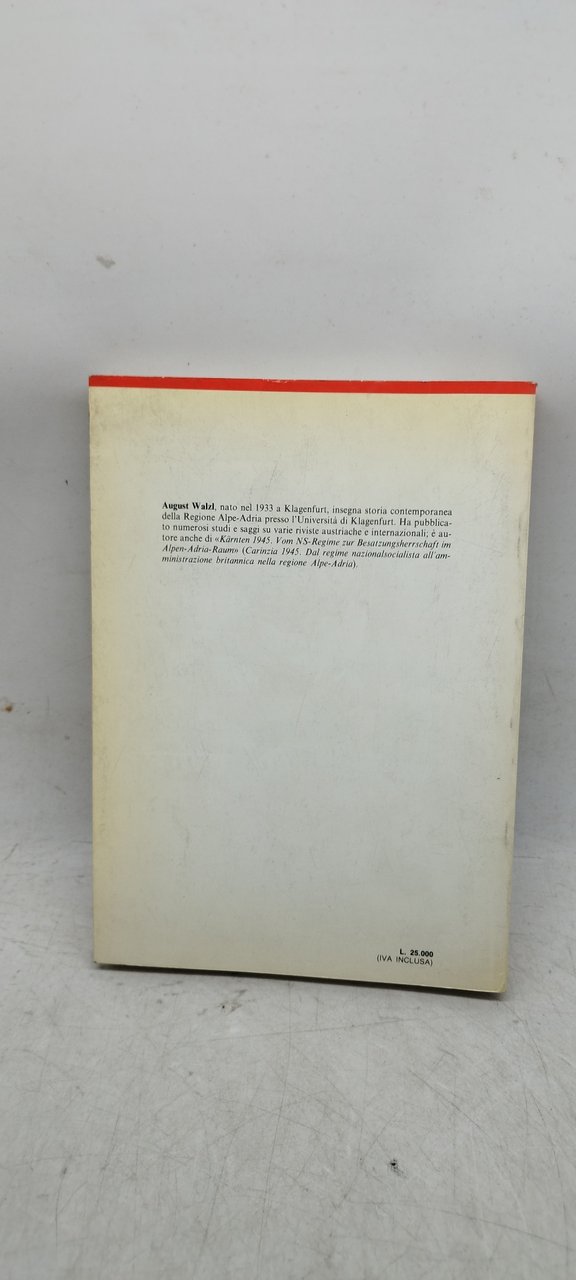 August Walzl, nato nel 1933 a Klagenfurt, insegna storia contemporanea
della Regione Alpe-Adria presso l'Universitá di Klagenfurt. Ha pubblica-
to numerosi studi e saggi su varie riviste austriache e internazionali; é au-
tore anche di «Kärnten 1945. Vom NS-Regime zur Besatzungsherrschaft im
Alpen-Adria-Raum» (Carinzia 1945. Dal regime nazionalsocialista all'am-
ministrazione britannica nella regione Alpe-Adria).
L. 25.000
(IVA INCLUSA)